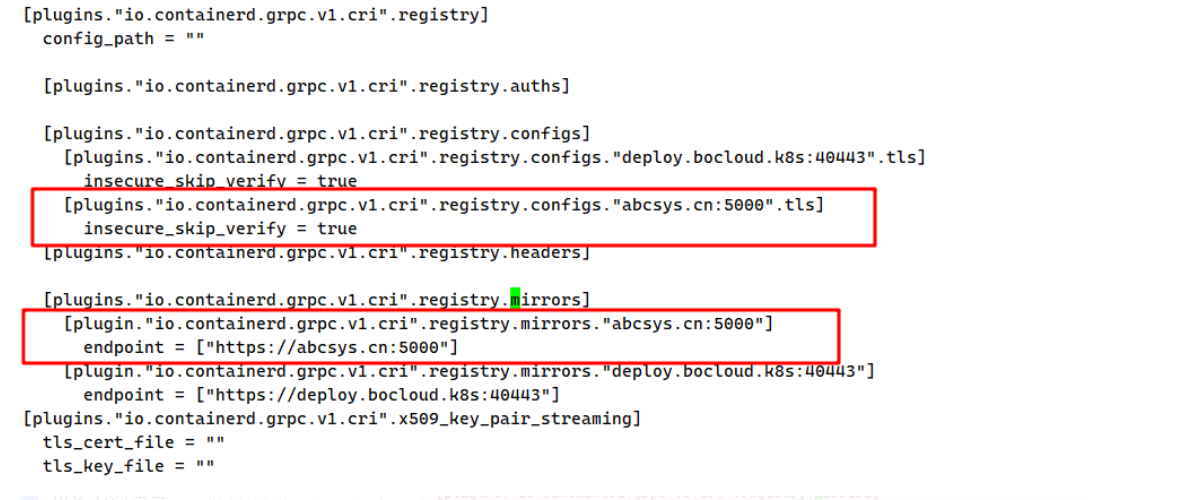 [plugins."io.containerd.grpc.v1.cri".registry]
config_path = ""
[plugins."io.containerd.grpc.v1.cri".registry.auths]
[plugins."io.containerd.grpc.v1.cri".registry.configs]
[plugins."io.containerd.grpc.v1.cri".registry.configs."deploy.bocloud.k8s:40443".tls]
insecure_skip_verify = true
[plugins."io.containerd.grpc.v1.cri".registry.configs."abcsys.cn:5000".tls]
insecure_skip_verify = true
[plugins."io.containerd.grpc.v1.cri".registry.headers]
[plugins."io.containerd.grpc.v1.cri".registry.mirrors]
[plugin."io.containerd.grpc.v1.cri".registry.mirrors."abcsys.cn:5000"]
endpoint = ["https://abcsys.cn:5000"]
[plugin."io.containerd.grpc.v1.cri".registry.mirrors."deploy.bocloud.k8s:40443"]
endpoint = ["https://deploy.bocloud.k8s:40443"]
[plugins."io.containerd.grpc.v1.cri".x509_key_pair_streaming]
tls_cert_file = ""
tls_key_file = ""